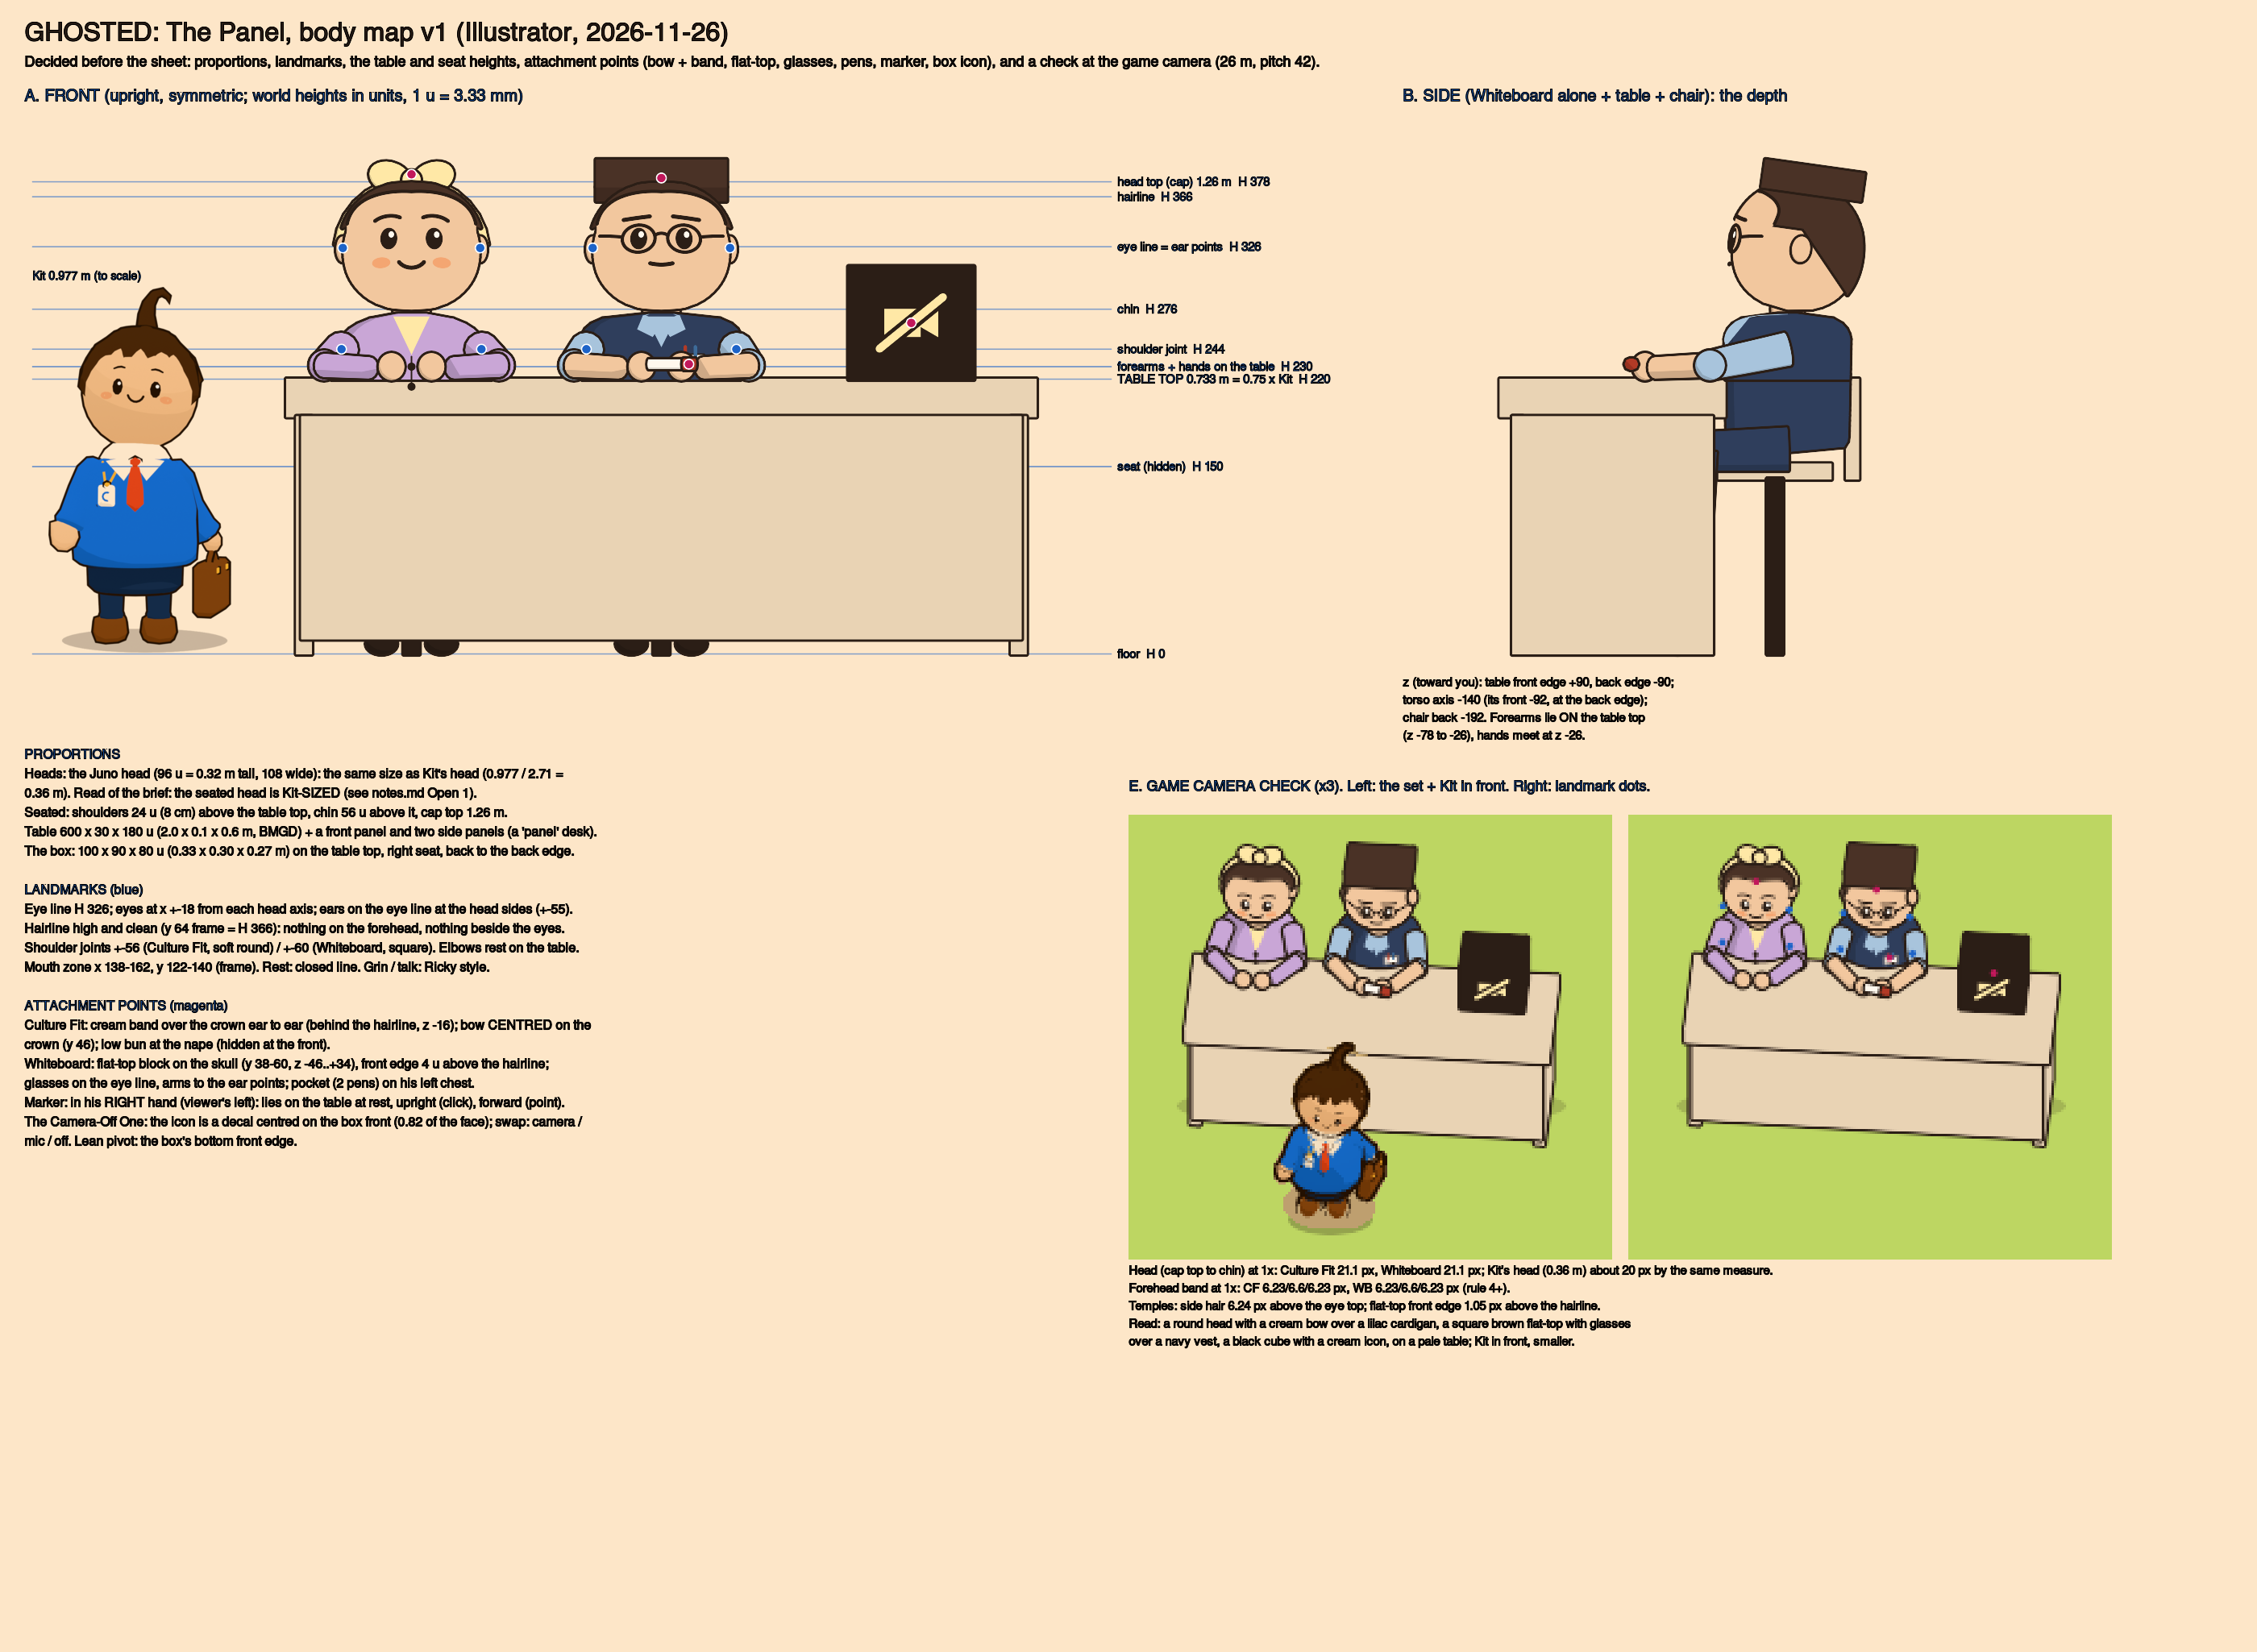 GHOSTED: The Panel, body map v1 (Illustrator, 2026-11-26)
Decided before the sheet: proportions, landmarks, the table and seat heights, attachment points (bow + band, flat-top, glasses, pens, marker, box icon), and a check at the game camera (26 m, pitch 42).
A. FRONT (upright, symmetric; world heights in units, 1 u = 3.33 mm)
B. SIDE (Whiteboard alone + table + chair): the depth
head top (cap) 1.26 m H 378
hairline H 366
eye line = ear points H 326
Kit 0.977 m (to scale)
chin H 276
shoulder joint H 244
forearms + hands on the table H 230
TABLE TOP 0.733 m = 0.75 x Kit H 220
seat (hidden) H 150
floor H 0
z (toward you): table front edge +90, back edge -90;
torso axis -140 (its front -92, at the back edge);
chair back -192. Forearms lie ON the table top
(z -78 to -26), hands meet at z -26.
PROPORTIONS
Heads: the Juno head (96 u = 0.32 m tall, 108 wide): the same size as Kit's head (0.977 / 2.71 =
0.36 m). Read of the brief: the seated head is Kit-SIZED (see notes.md Open 1).
Seated: shoulders 24 u (8 cm) above the table top, chin 56 u above it, cap top 1.26 m.
Table 600 x 30 x 180 u (2.0 x 0.1 x 0.6 m, BMGD) + a front panel and two side panels (a 'panel' desk).
The box: 100 x 90 x 80 u (0.33 x 0.30 x 0.27 m) on the table top, right seat, back to the back edge.
LANDMARKS (blue)
Eye line H 326; eyes at x +-18 from each head axis; ears on the eye line at the head sides (+-55).
Hairline high and clean (y 64 frame = H 366): nothing on the forehead, nothing beside the eyes.
Shoulder joints +-56 (Culture Fit, soft round) / +-60 (Whiteboard, square). Elbows rest on the table.
Mouth zone x 138-162, y 122-140 (frame). Rest: closed line. Grin / talk: Ricky style.
ATTACHMENT POINTS (magenta)
Culture Fit: cream band over the crown ear to ear (behind the hairline, z -16); bow CENTRED on the
crown (y 46); low bun at the nape (hidden at the front).
Whiteboard: flat-top block on the skull (y 38-60, z -46..+34), front edge 4 u above the hairline;
glasses on the eye line, arms to the ear points; pocket (2 pens) on his left chest.
Marker: in his RIGHT hand (viewer's left): lies on the table at rest, upright (click), forward (point).
The Camera-Off One: the icon is a decal centred on the box front (0.82 of the face); swap: camera /
mic / off. Lean pivot: the box's bottom front edge.
E. GAME CAMERA CHECK (x3). Left: the set + Kit in front. Right: landmark dots.
Head (cap top to chin) at 1x: Culture Fit 21.1 px, Whiteboard 21.1 px; Kit's head (0.36 m) about 20 px by the same measure.
Forehead band at 1x: CF 6.23/6.6/6.23 px, WB 6.23/6.6/6.23 px (rule 4+).
Temples: side hair 6.24 px above the eye top; flat-top front edge 1.05 px above the hairline.
Read: a round head with a cream bow over a lilac cardigan, a square brown flat-top with glasses
over a navy vest, a black cube with a cream icon, on a pale table; Kit in front, smaller.